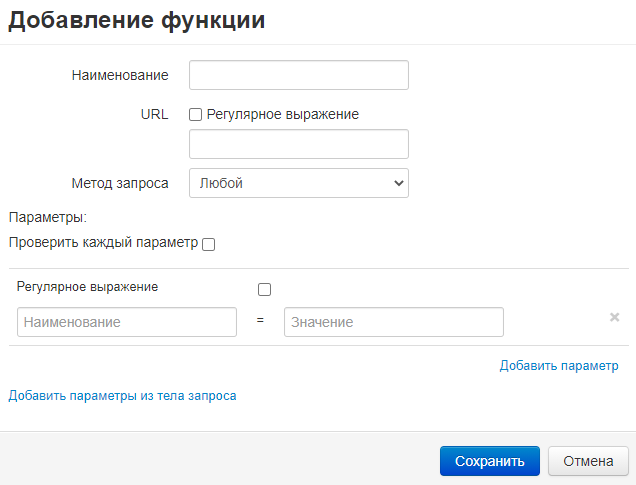 Добавление функции
Наименование
URL Регулярное выражение
Метод запроса Любой
Параметры:
Проверить каждый параметр
Регулярное выражение
Наименование = Значение ×
Добавить параметр
Добавить параметры из тела запроса
Сохранить Отмена